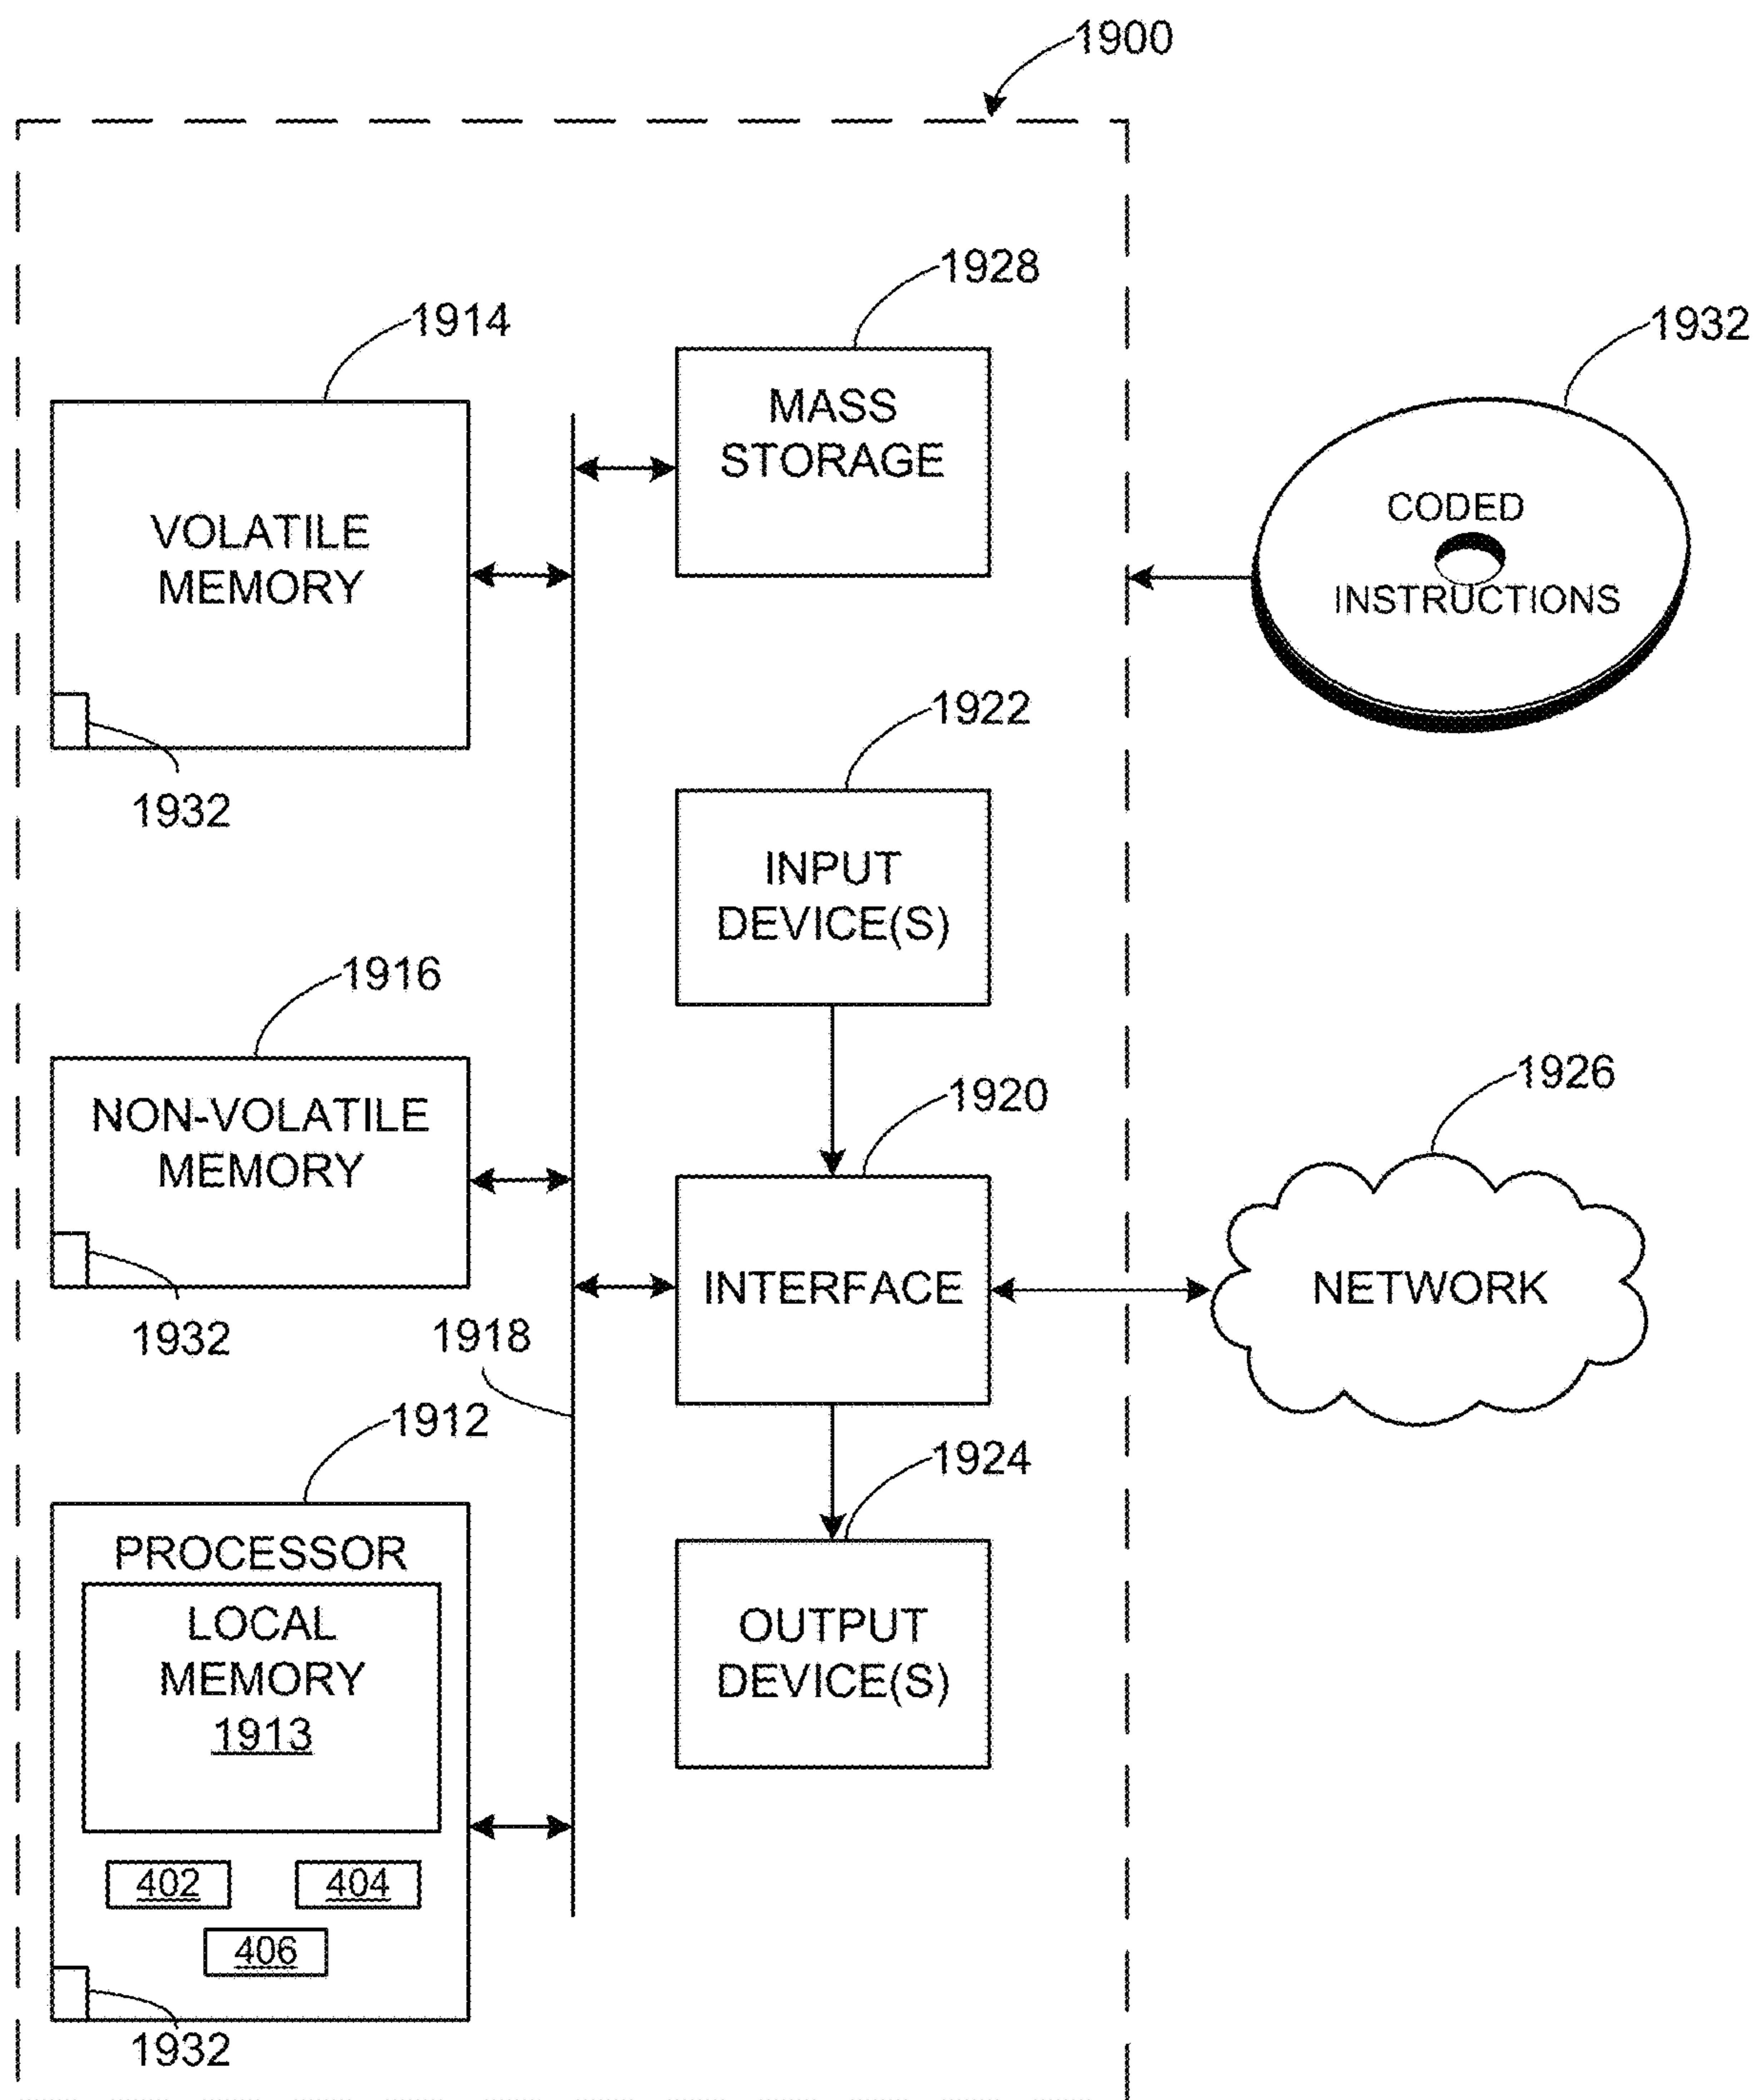 1900
1928
1914
1932
MASS
STORAGE
VOLATILE
MEMORY
CODED
INSTRUCTIONS
1922
1932
INPUT
DEVICE(S)
1916
1920
1926
NON-VOLATILE
MEMORY
INTERFACE
NETWORK
1932
1918
1912
1924
PROCESSOR
LOCAL
MEMORY
1913
OUTPUT
DEVICE(S)
402
404
406
1932